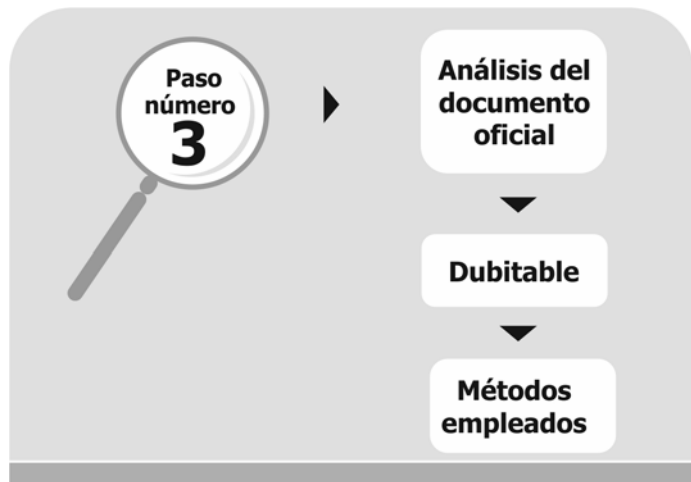 Paso
número
3
Análisis del
documento
oficial
Dubitable
Métodos
empleados